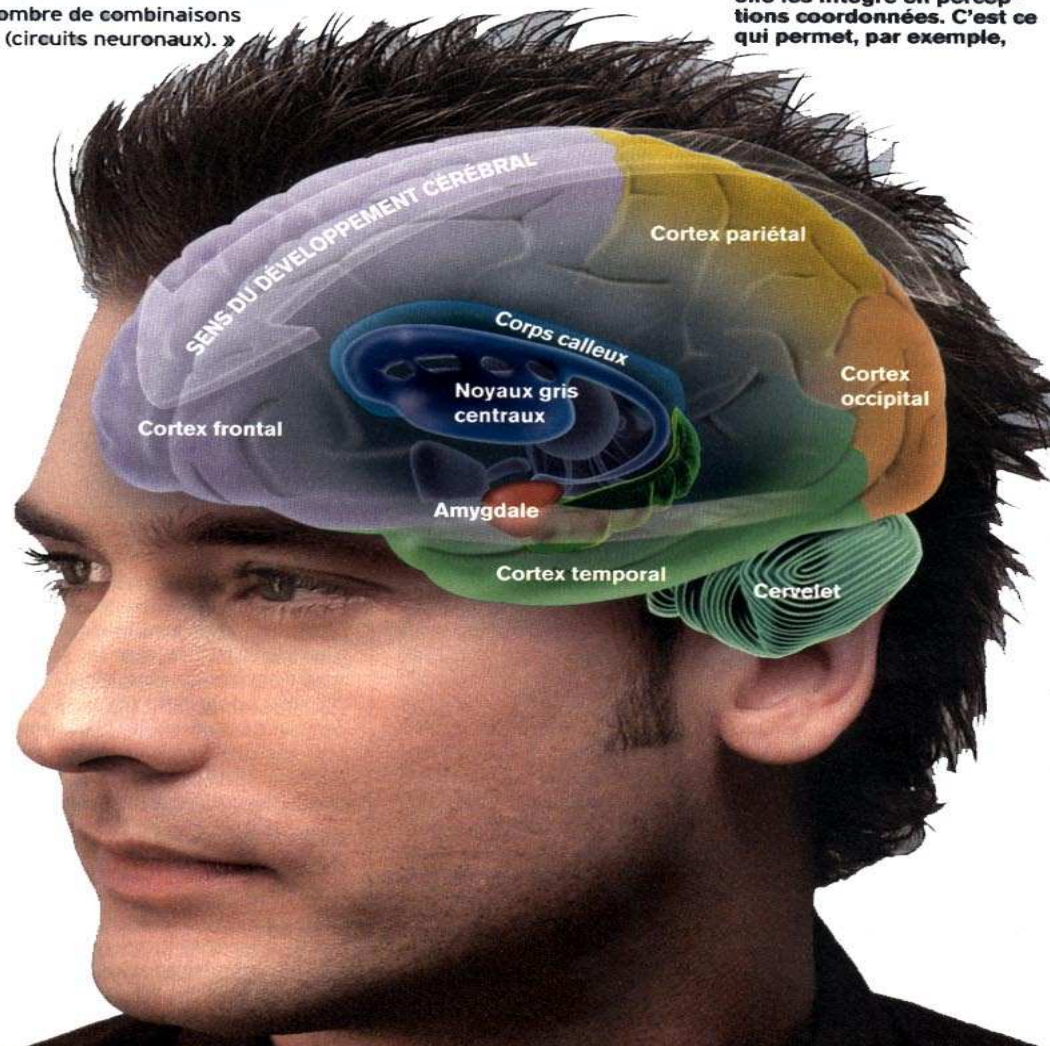 ombre de combinaisons
(circuits neuronaux). »
tions coordonnées. C'est ce
qui permet, par exemple,
SENS DU DÉVELOPPEMENT CÉRÉBRAL
Cortex pariétal
Corps calleux
Noyaux gris
centraux
Cortex
occipital
Cortex frontal
Amygdale
Cortex temporal
Cervelet